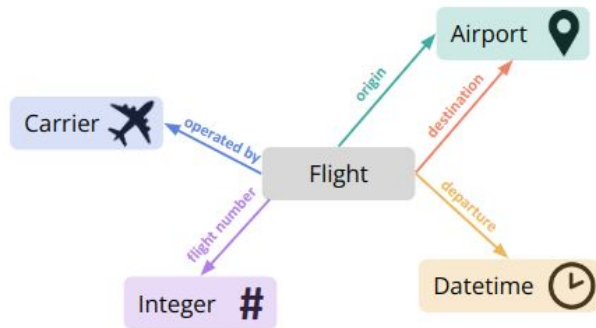 Airport
origin
destination
Carrier
operated by
Flight
flight number
departure
Integer #
Datetime